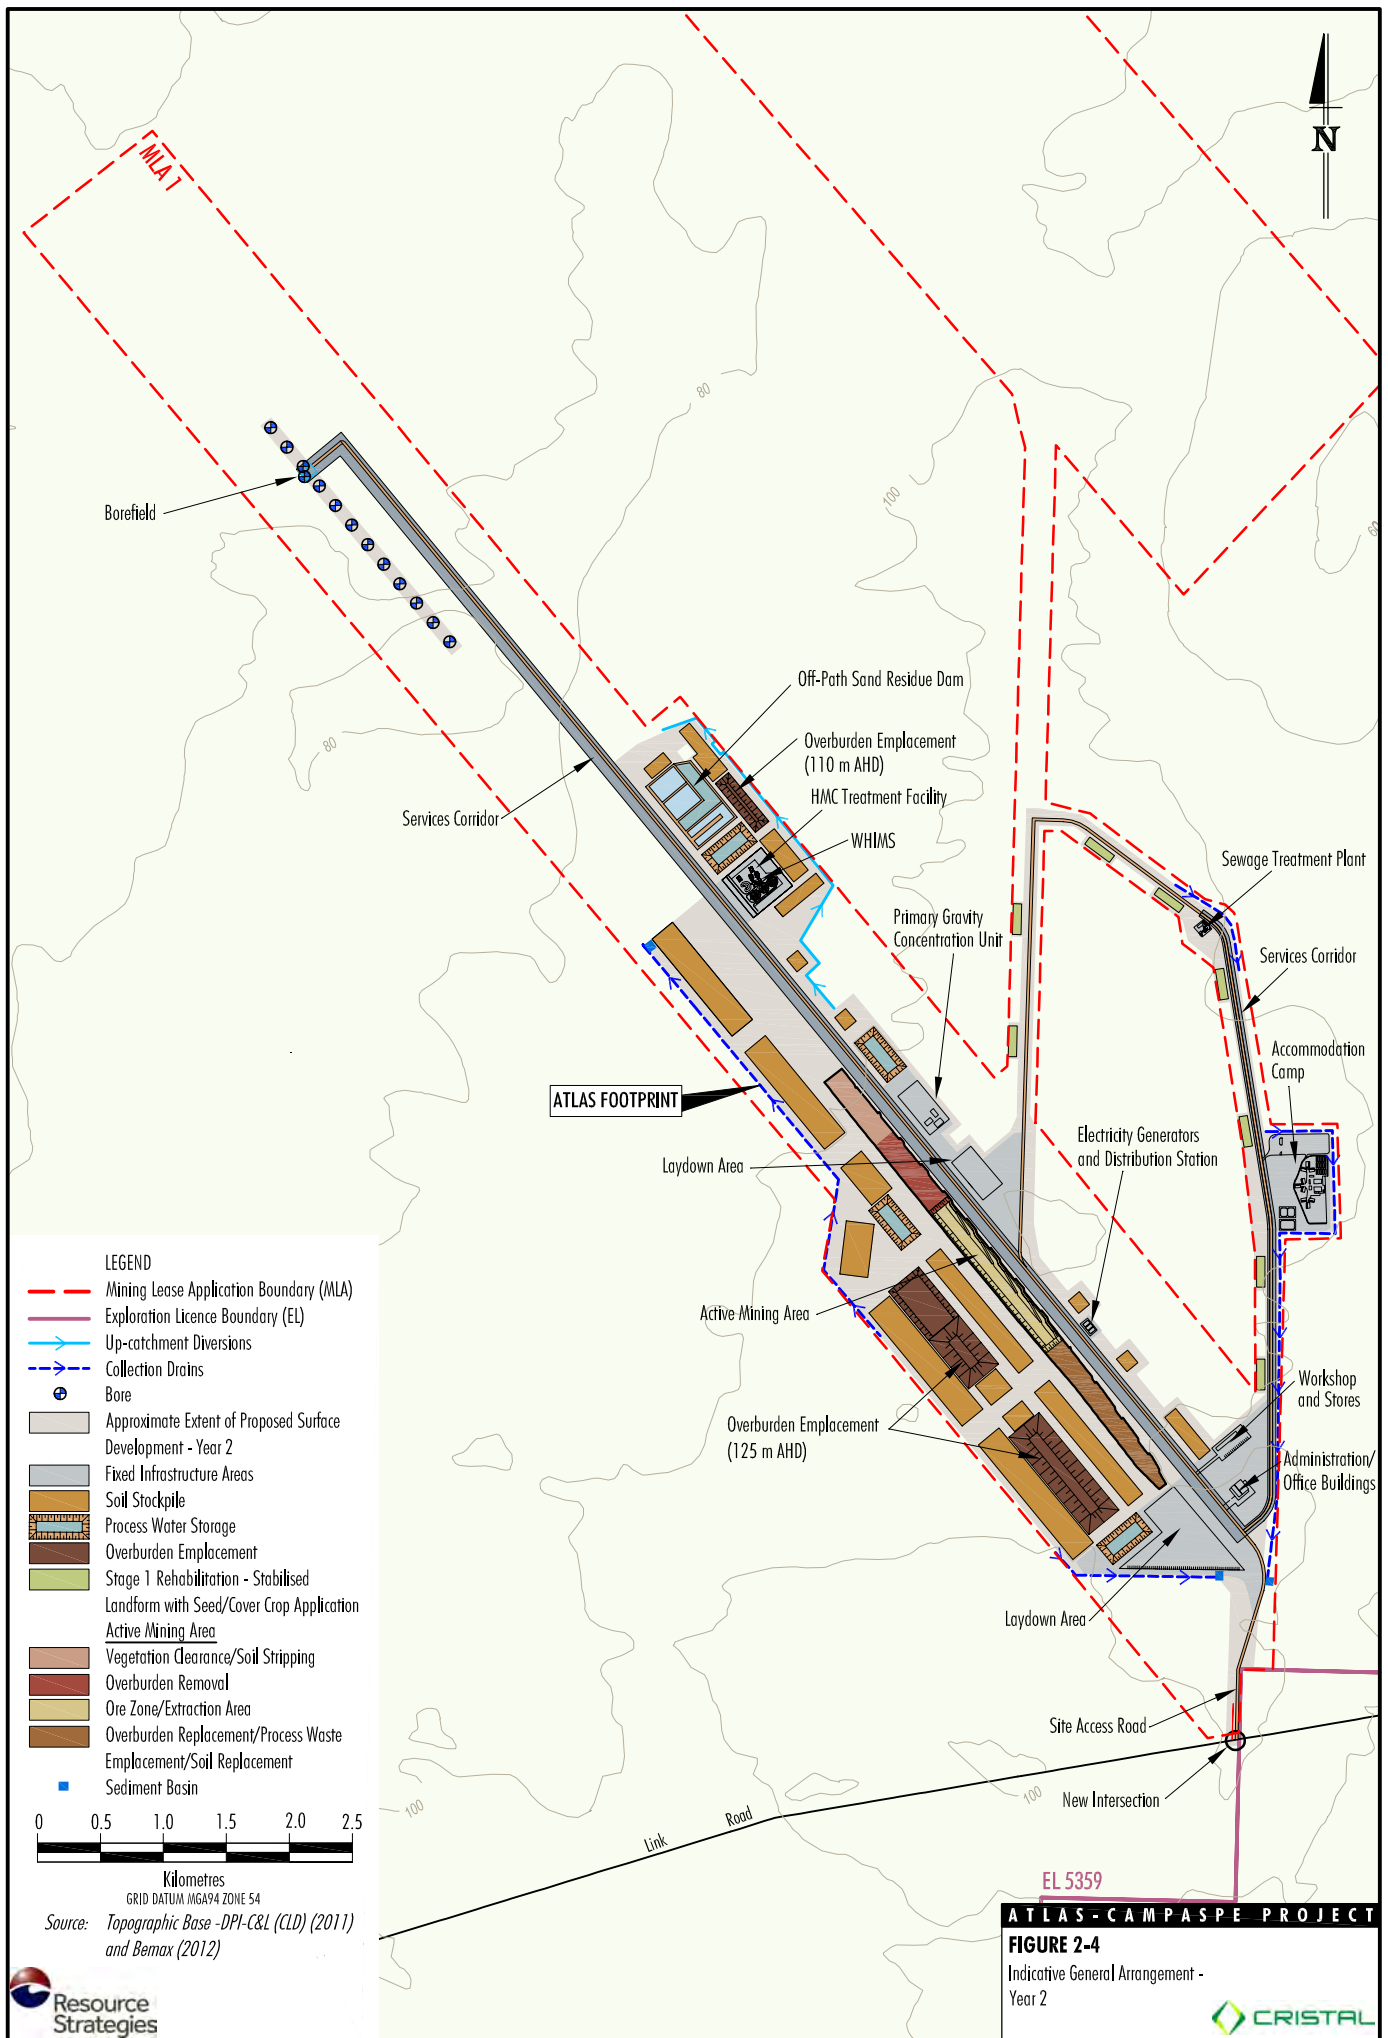 N
MLA 1
80
100
60
Borefield
Off-Path Sand Residue Dam
Overburden Emplacement
(110 m AHD)
80
HMC Treatment Facility
Services Corridor
WHIMS
Sewage Treatment Plant
Primary Gravity
Concentration Unit
Services Corridor
Accommodation
Camp
ATLAS FOOTPRINT
Electricity Generators
and Distribution Station
Laydown Area
Active Mining Area
Workshop
and Stores
Overburden Emplacement
(125 m AHD)
Administration/
Office Buildings
Laydown Area
Site Access Road
New Intersection
100
100
Link Road
EL 5359
LEGEND
Mining Lease Application Boundary (MLA)
Exploration Licence Boundary (EL)
Up-catchment Diversions
Collection Drains
Bore
Approximate Extent of Proposed Surface
Development - Year 2
Fixed Infrastructure Areas
Soil Stockpile
Process Water Storage
Overburden Emplacement
Stage 1 Rehabilitation - Stabilised
Landform with Seed/Cover Crop Application
Active Mining Area
Vegetation Clearance/Soil Stripping
Overburden Removal
Ore Zone/Extraction Area
Overburden Replacement/Process Waste
Emplacement/Soil Replacement
Sediment Basin
0 0.5 1.0 1.5 2.0 2.5
Kilometres
GRID DATUM MGA94 ZONE 54
Source: Topographic Base -DPI-C&L (CLD) (2011)
and Bemax (2012)
Resource
Strategies
ATLAS-CAMPASPE PROJECT
FIGURE 2-4
Indicative General Arrangement -
Year 2
CRISTAL